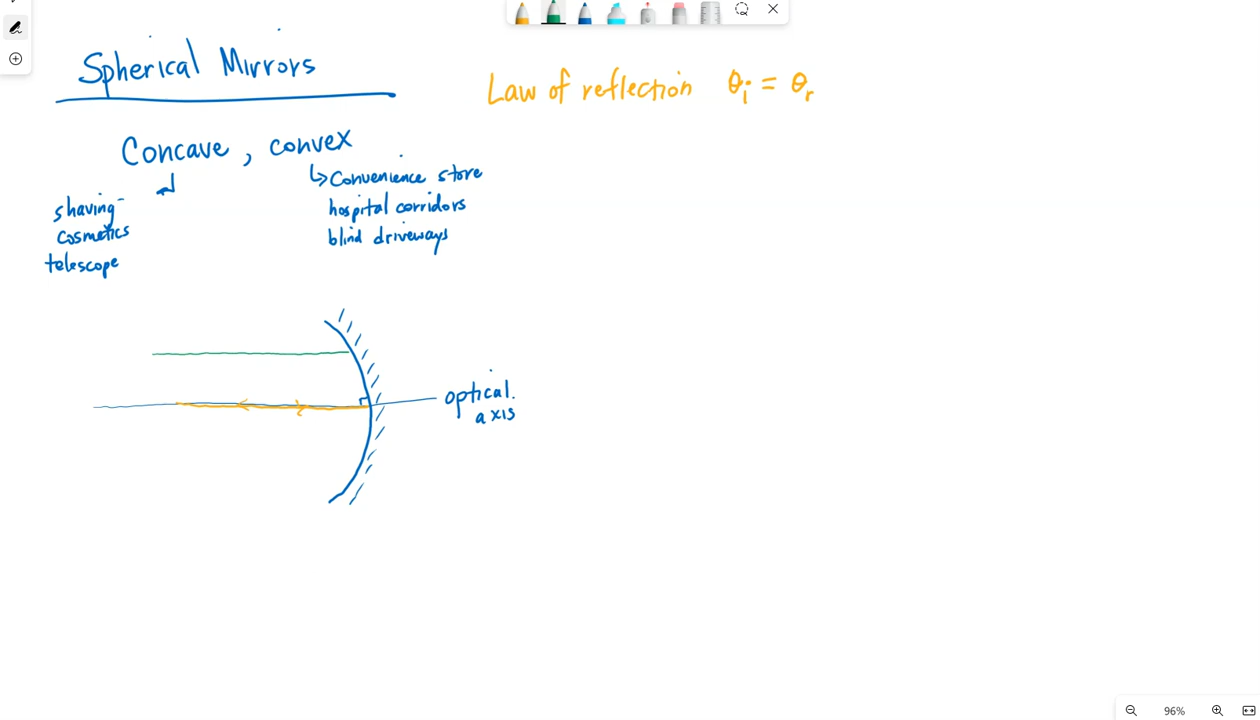 Spherical Mirrors
Law of reflection θi = θr
Concave, convex
↳ Convenience store
hospital corridors
blind driveways
shaving-
cosmetics
telescope
optical.
axis
96%